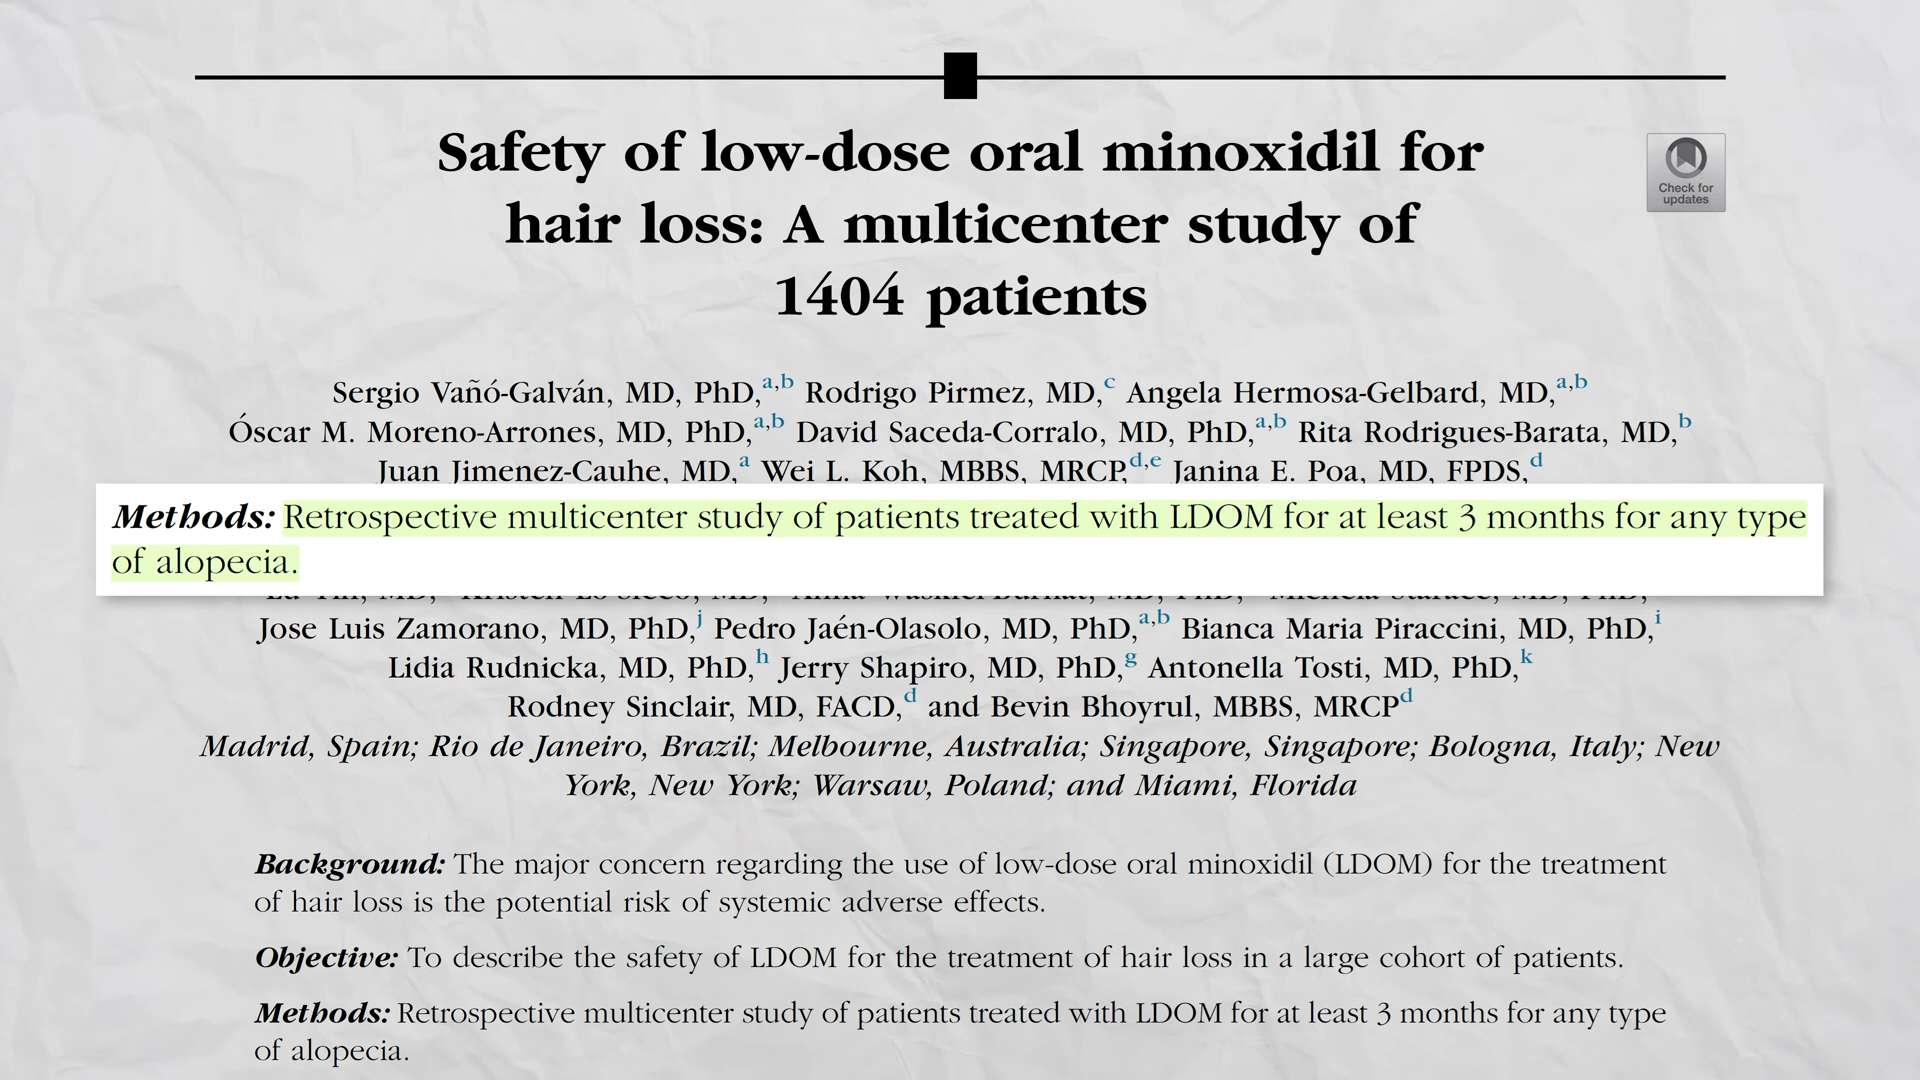 Safety of low-dose oral minoxidil for
hair loss: A multicenter study of
1404 patients
Check for
updates
Sergio Vañó-Galván, MD, PhD,a,b Rodrigo Pirmez, MD,c Angela Hermosa-Gelbard, MD,a,b
Óscar M. Moreno-Arrones, MD, PhD,a,b David Saceda-Corralo, MD, PhD,a,b Rita Rodrigues-Barata, MD,b
Juan Jimenez-Cauhe, MD,a Wei L. Koh, MBBS, MRCP,d,e Janina E. Poa, MD, FPDS,d
Methods: Retrospective multicenter study of patients treated with LDOM for at least 3 months for any type
of alopecia.
Jose Luis Zamorano, MD, PhD,j Pedro Jaén-Olasolo, MD, PhD,a,b Bianca Maria Piraccini, MD, PhD,i
Lidia Rudnicka, MD, PhD,h Jerry Shapiro, MD, PhD,g Antonella Tosti, MD, PhD,k
Rodney Sinclair, MD, FACD,d and Bevin Bhoyrul, MBBS, MRCPd
Madrid, Spain; Rio de Janeiro, Brazil; Melbourne, Australia; Singapore, Singapore; Bologna, Italy; New
York, New York; Warsaw, Poland; and Miami, Florida
Background: The major concern regarding the use of low-dose oral minoxidil (LDOM) for the treatment
of hair loss is the potential risk of systemic adverse effects.
Objective: To describe the safety of LDOM for the treatment of hair loss in a large cohort of patients.
Methods: Retrospective multicenter study of patients treated with LDOM for at least 3 months for any type
of alopecia.